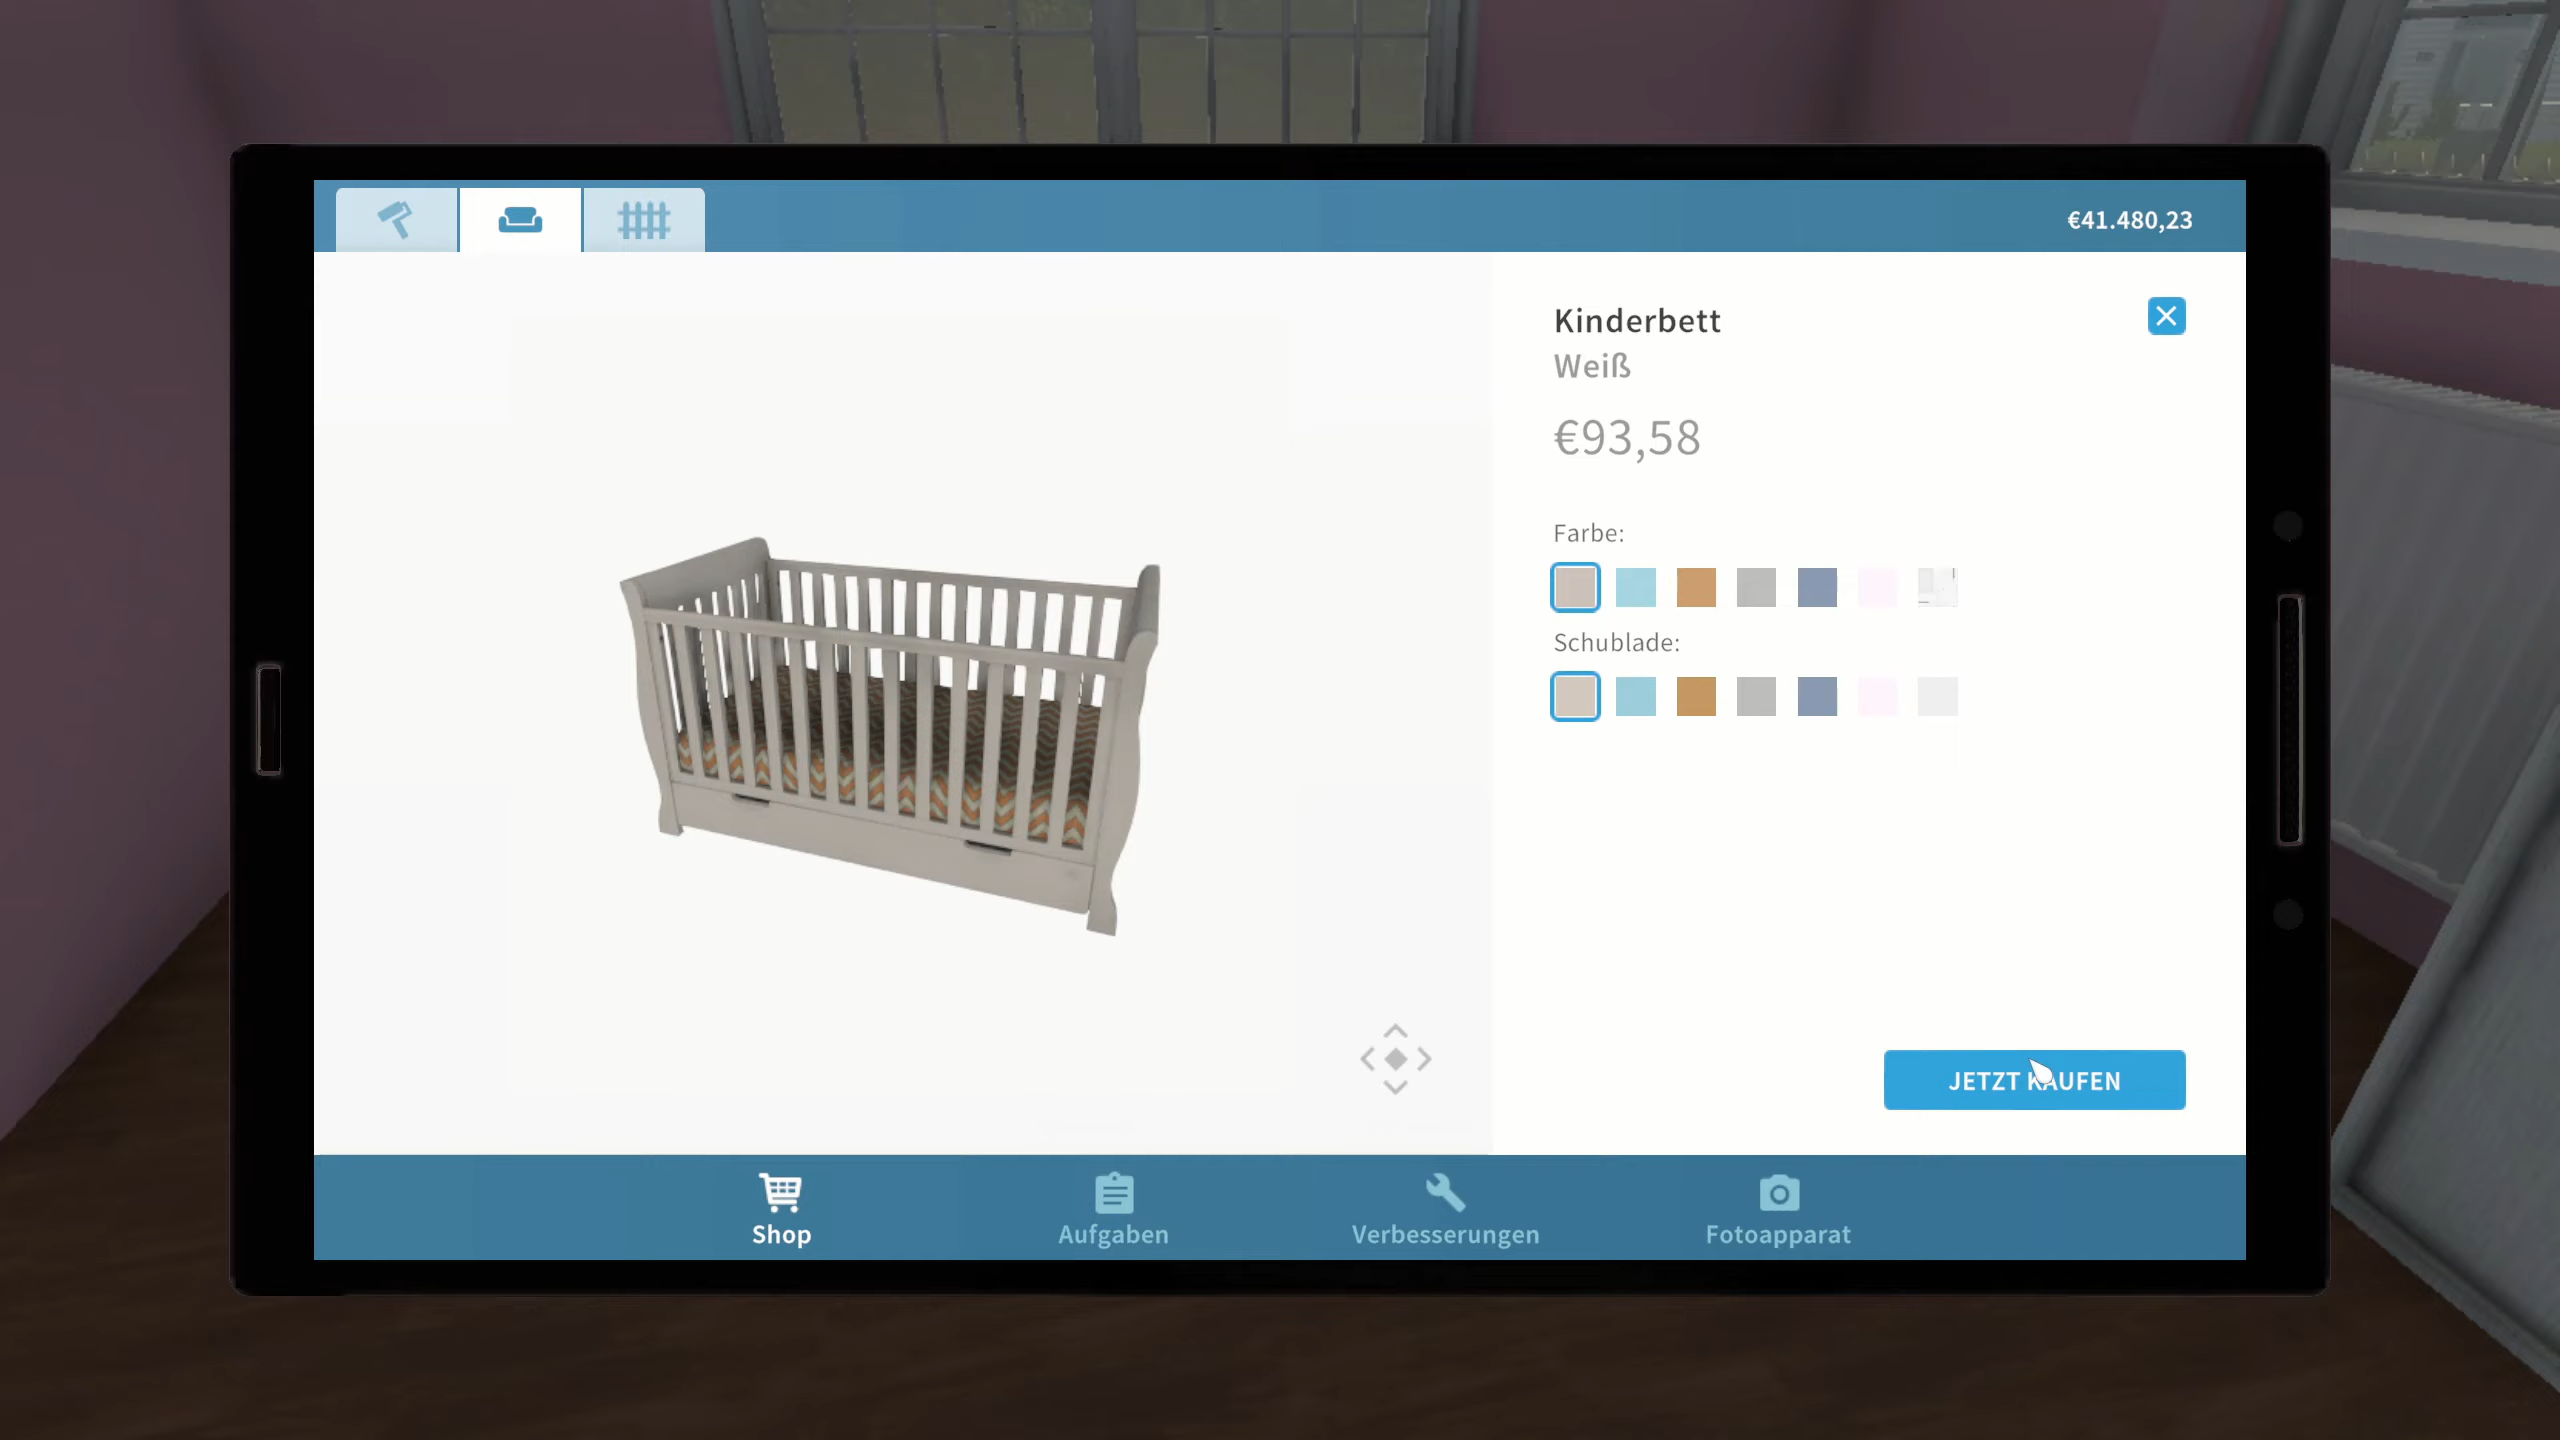 €41.480,23
Kinderbett
Weiß
€93,58
Farbe:
Schublade:
JETZT KAUFEN
Shop
Aufgaben
Verbesserungen
Fotoapparat